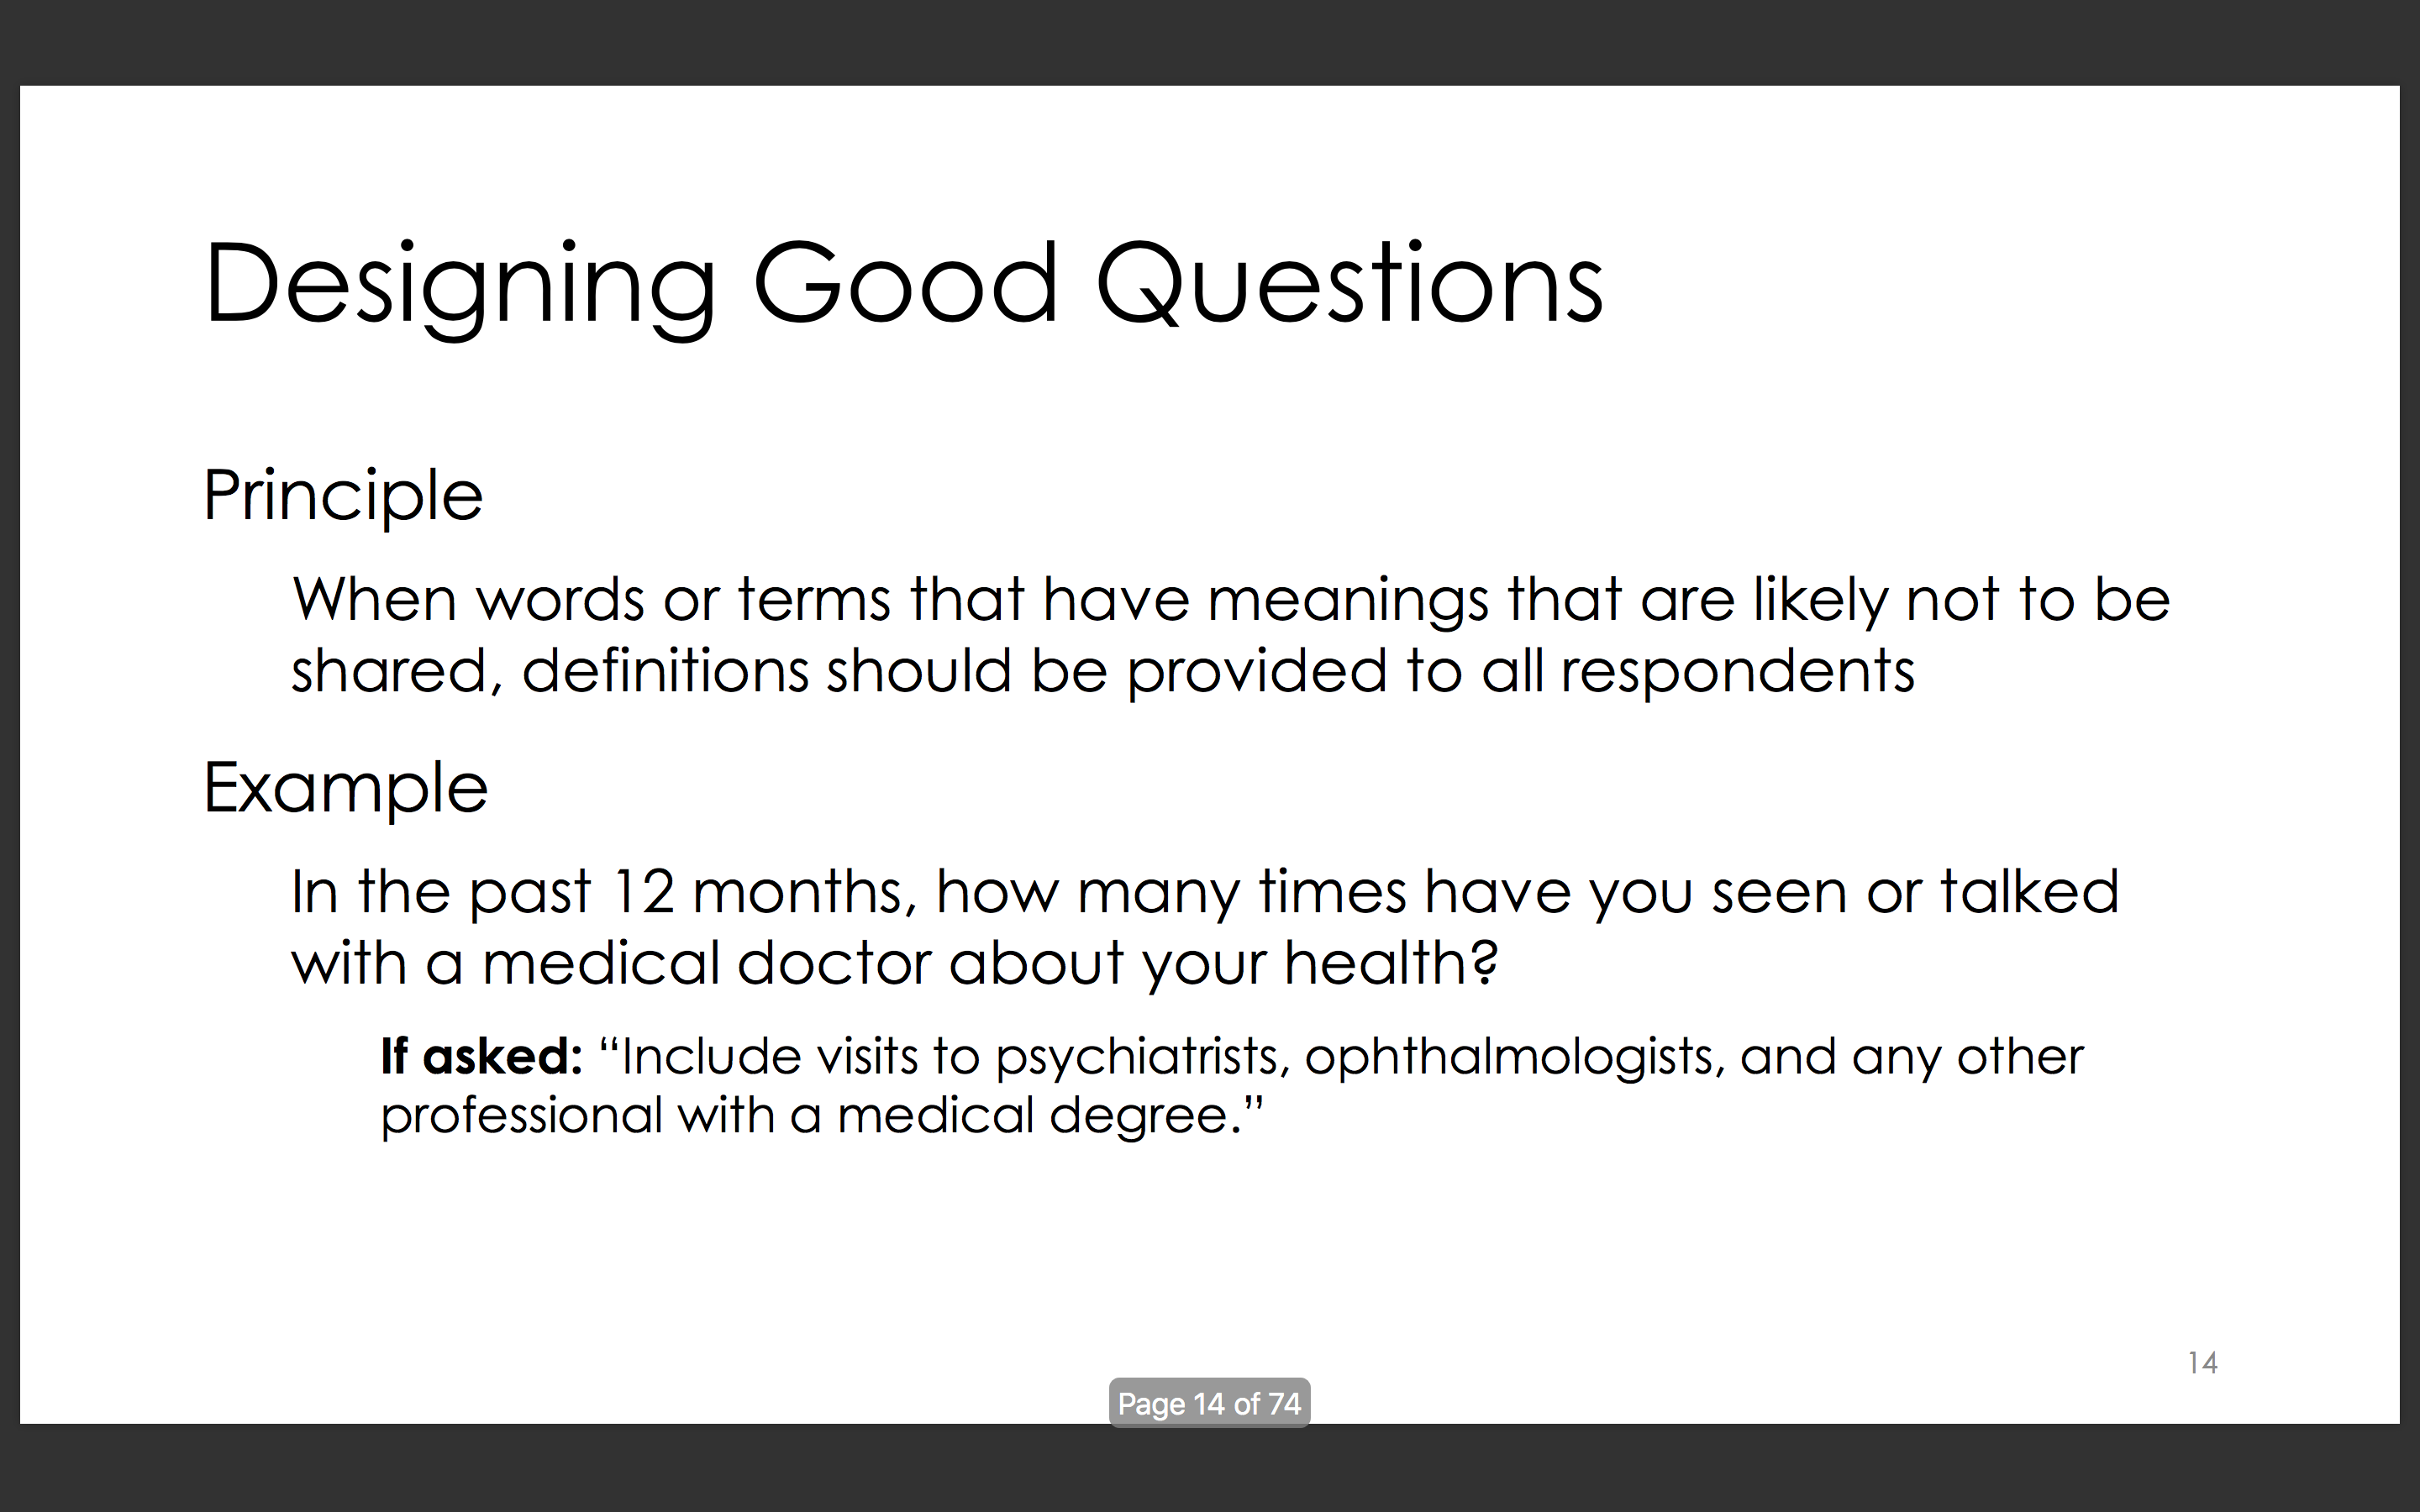 Designing Good Questions
Principle
When words or terms that have meanings that are likely not to be
shared, definitions should be provided to all respondents
Example
In the past 12 months, how many times have you seen or talked
with a medical doctor about your health?
If asked: “Include visits to psychiatrists, ophthalmologists, and any other
professional with a medical degree.”
14
Page 14 of 74